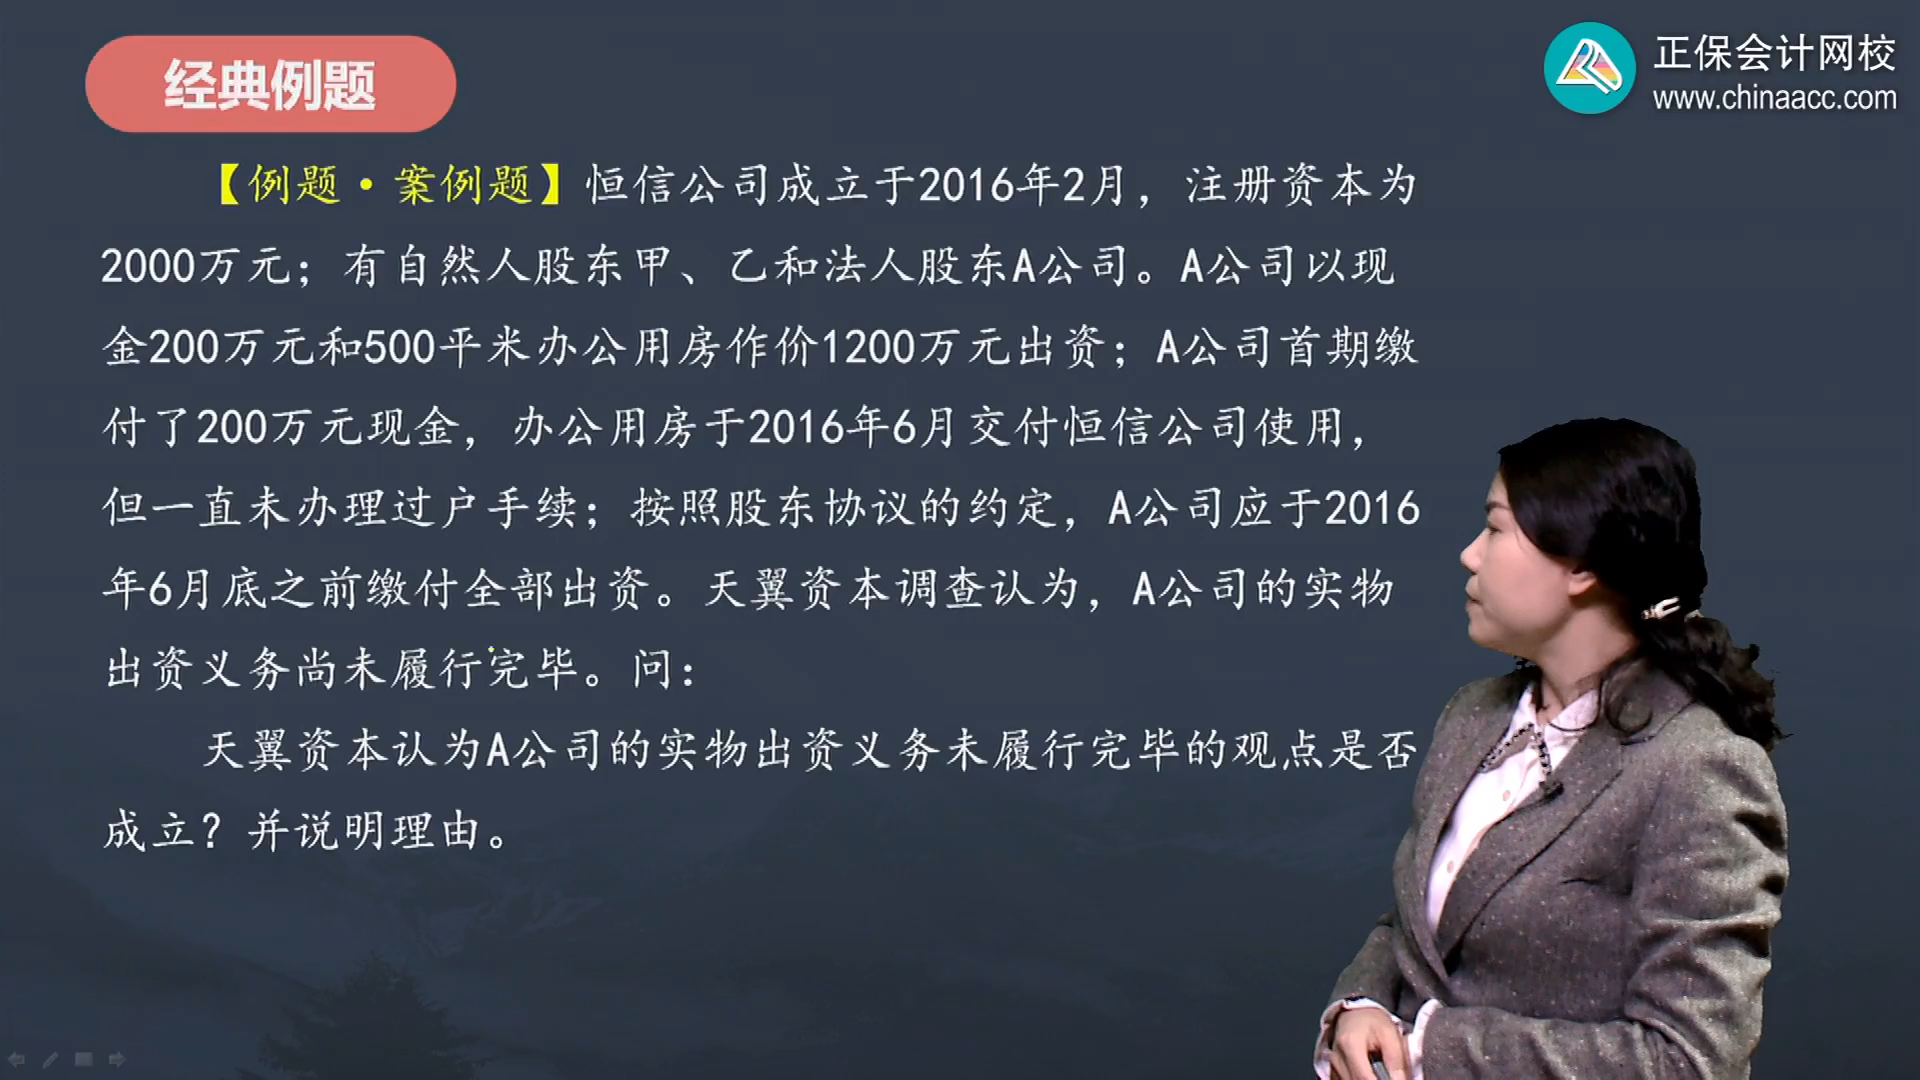 经典例题
正保会计网校
www.chinaacc.com
【例题·案例题】恒信公司成立于2016年2月，注册资本为
2000万元；有自然人股东甲、乙和法人股东A公司。A公司以现
金200万元和500平米办公用房作价1200万元出资；A公司首期缴
付了200万元现金，办公用房于2016年6月交付恒信公司使用，
但一直未办理过户手续；按照股东协议的约定，A公司应于2016
年6月底之前缴付全部出资。天翼资本调查认为，A公司的实物
出资义务尚未履行完毕。问：
天翼资本认为A公司的实物出资义务未履行完毕的观点是否
成立？并说明理由。